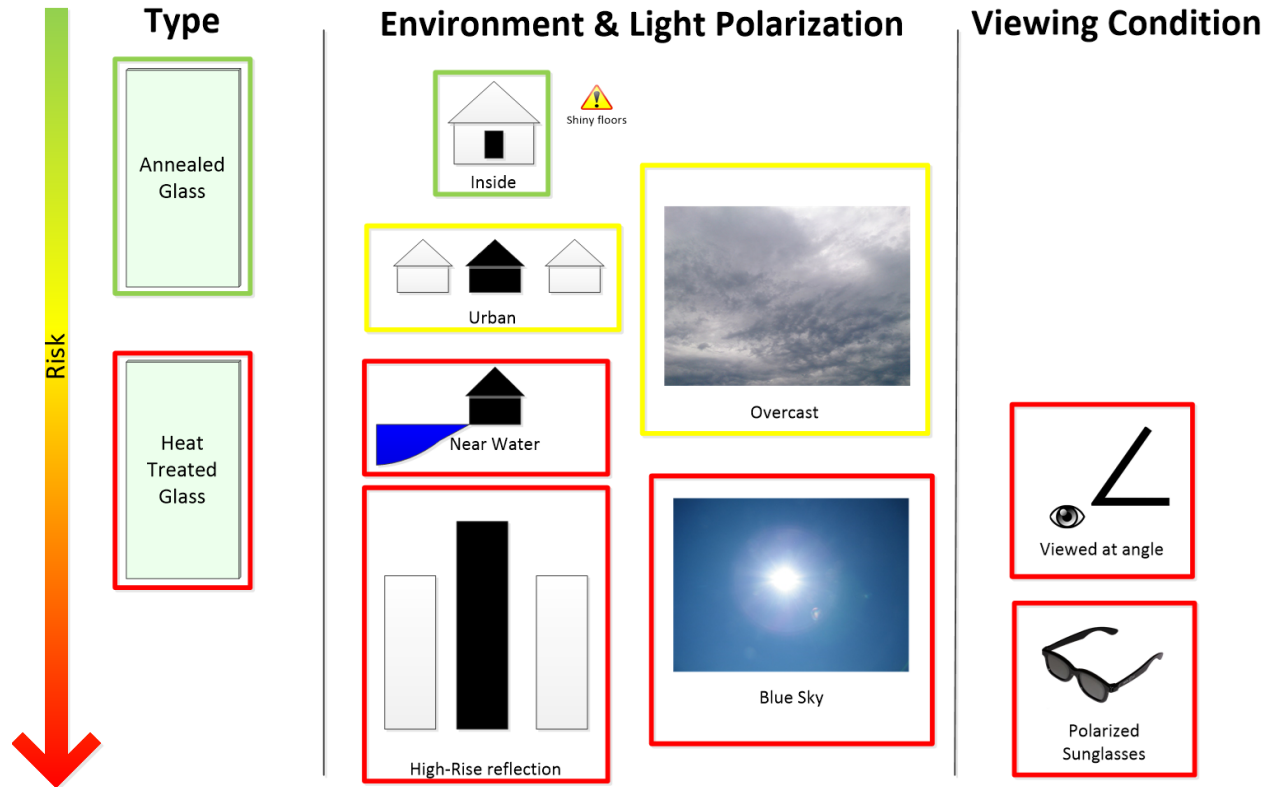 Type
Environment & Light Polarization
Viewing Condition
Risk
Annealed
Glass
Heat
Treated
Glass
Shiny floors
Inside
Urban
Near Water
High-Rise reflection
Overcast
Blue Sky
Viewed at angle
Polarized
Sunglasses